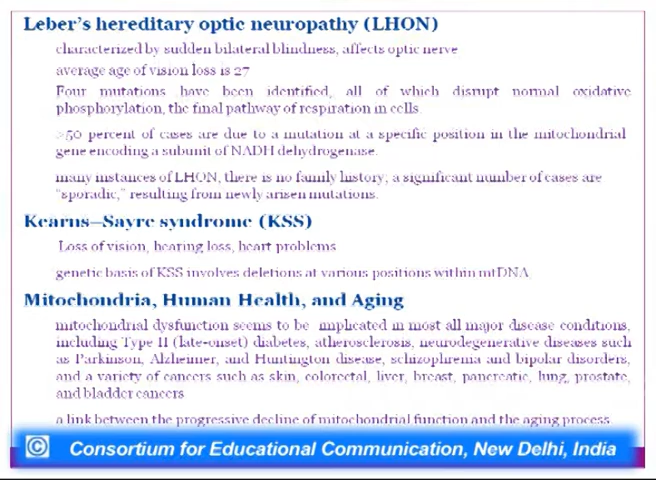 Leber's hereditary optic neuropathy (LHON)
characterized by sudden bilateral blindness, affects optic nerve
average age of vision loss is 27
Four mutations have been identified, all of which disrupt normal oxidative
phosphorylation, the final pathway of respiration in cells.
>50 percent of cases are due to a mutation at a specific position in the mitochondrial
gene encoding a subunit of NADH dehydrogenase.
many instances of LHON, there is no family history; a significant number of cases are
“sporadic,” resulting from newly arisen mutations.
Kearns–Sayre syndrome (KSS)
Loss of vision, hearing loss, heart problems
genetic basis of KSS involves deletions at various positions within mtDNA
Mitochondria, Human Health, and Aging
mitochondrial dysfunction seems to be implicated in most all major disease conditions,
including Type II (late-onset) diabetes, atherosclerosis, neurodegenerative diseases such
as Parkinson, Alzheimer, and Huntington disease, schizophrenia and bipolar disorders,
and a variety of cancers such as skin, colorectal, liver, breast, pancreatic, lung, prostate,
and bladder cancers
a link between the progressive decline of mitochondrial function and the aging process
© Consortium for Educational Communication, New Delhi, India